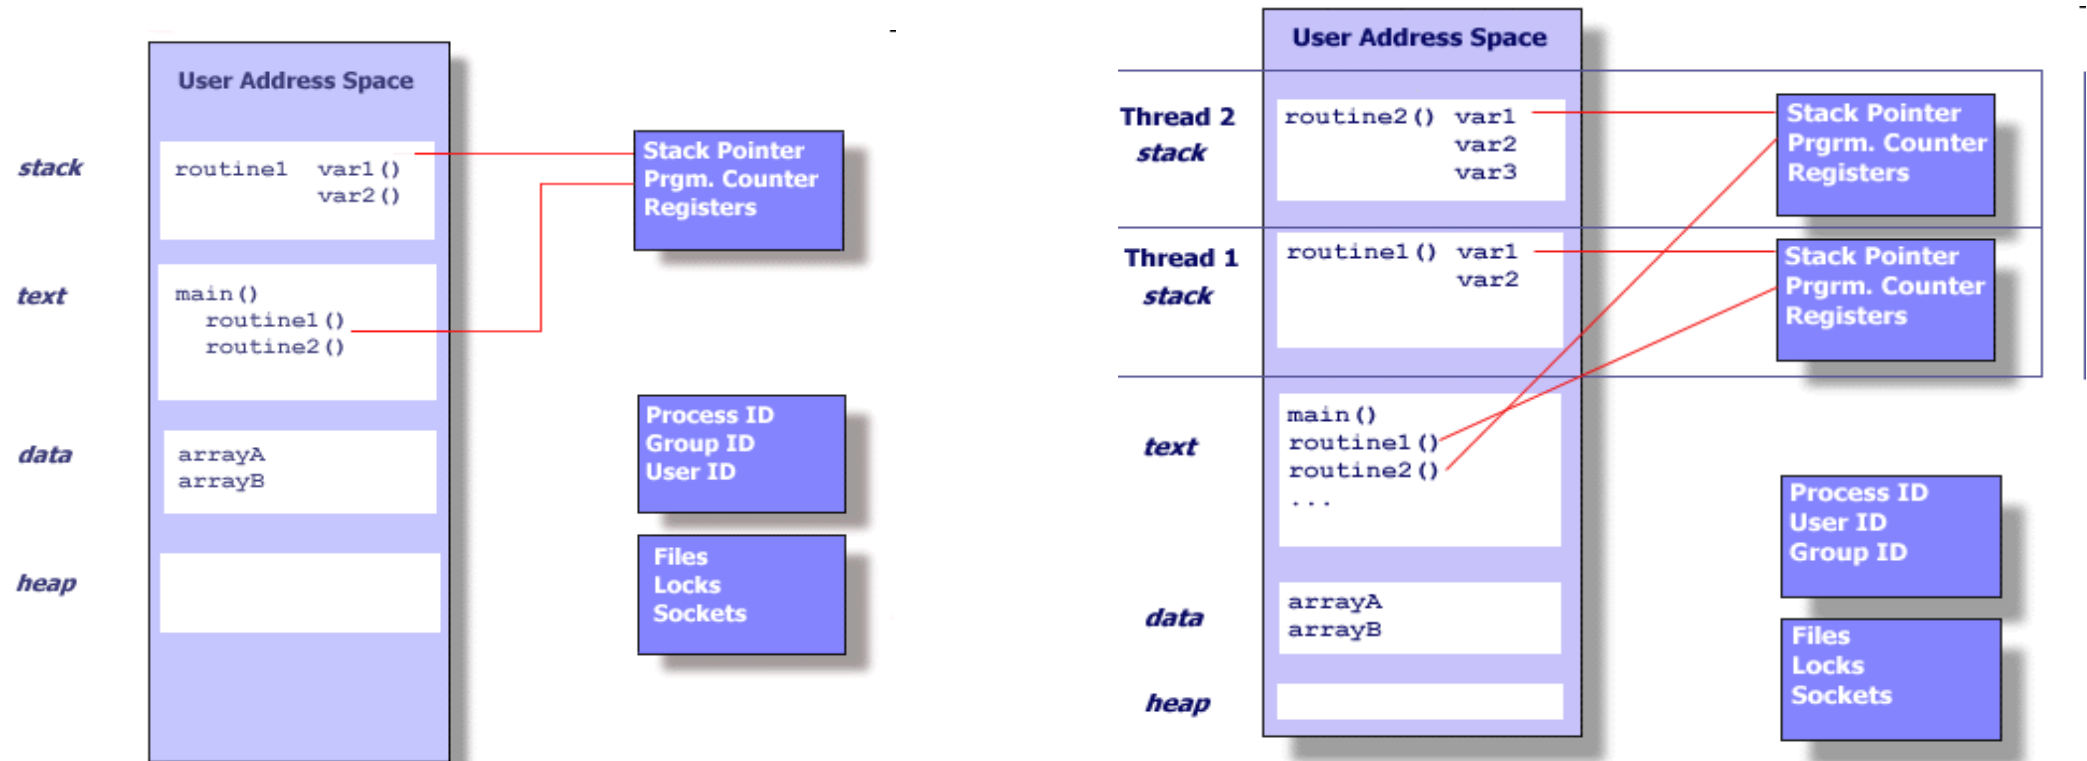 User Address Space
stack
routine1 var1()
var2()
text
main()
routine1()
routine2()
data
arrayA
arrayB
heap
Stack Pointer
Prgm. Counter
Registers
Process ID
Group ID
User ID
Files
Locks
Sockets
User Address Space
Thread 2
stack
routine2() var1
var2
var3
Stack Pointer
Prgrm. Counter
Registers
Thread 1
stack
routine1() var1
var2
Stack Pointer
Prgrm. Counter
Registers
text
main()
routine1()
routine2()
...
data
arrayA
arrayB
heap
Process ID
User ID
Group ID
Files
Locks
Sockets